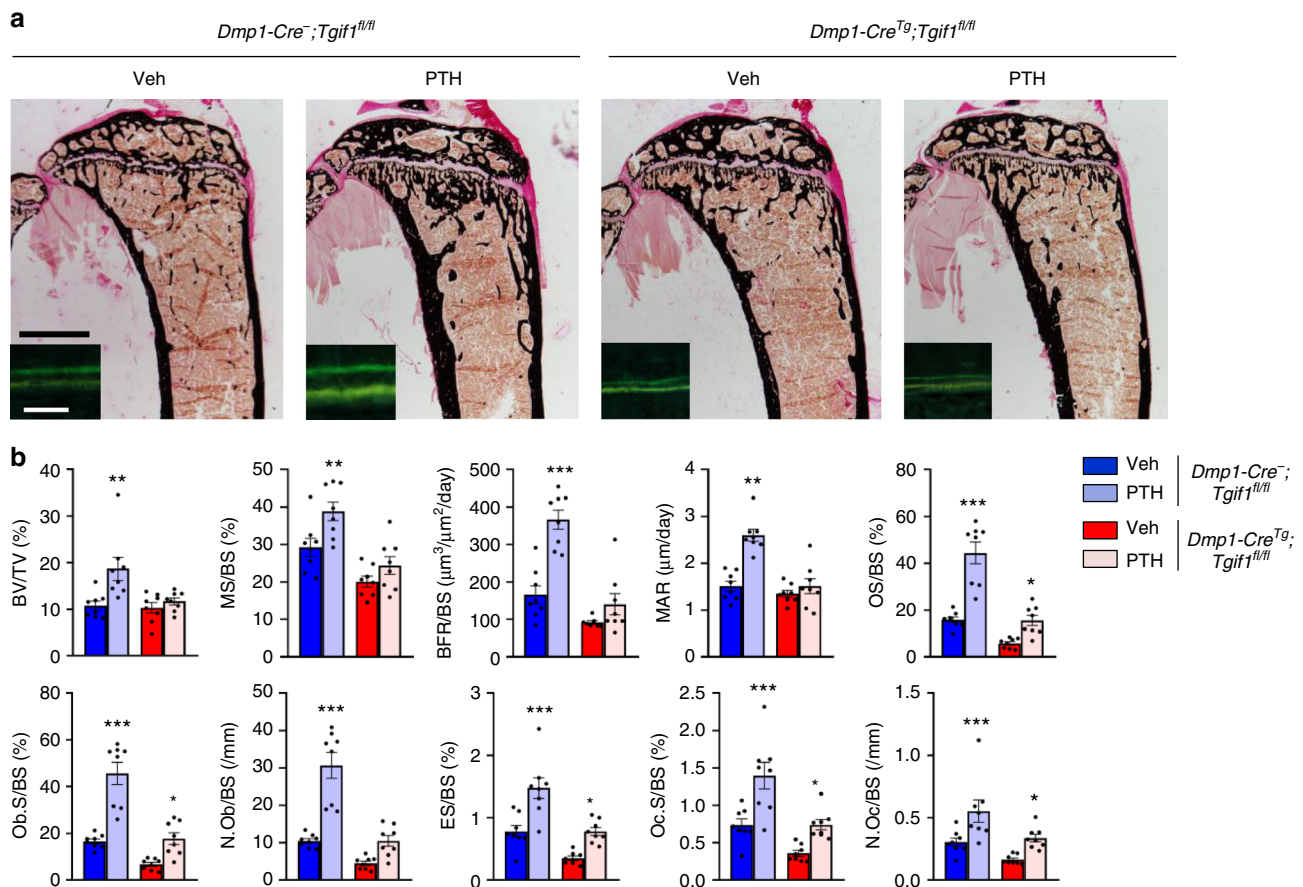 a
Dmp1-Cre⁻;Tgif1fl/fl
Dmp1-CreTg;Tgif1fl/fl
Veh
PTH
Veh
PTH
b
BV/TV (%)
40
30
20
10
0
**
MS/BS (%)
50
40
30
20
10
0
**
BFR/BS (μm³/μm²/day)
500
400
300
200
100
0
***
MAR (μm/day)
4
3
2
1
0
**
OS/BS (%)
80
60
40
20
0
***
*
Veh
PTH
Dmp1-Cre⁻;
Tgif1fl/fl
Veh
PTH
Dmp1-CreTg;
Tgif1fl/fl
Ob.S/BS (%)
80
60
40
20
0
***
*
N.Ob/BS (/mm)
50
40
30
20
10
0
***
ES/BS (%)
3
2
1
0
***
*
Oc.S/BS (%)
2.5
2.0
1.5
1.0
0.5
0.0
***
*
N.Oc/BS (/mm)
1.5
1.0
0.5
0.0
***
*